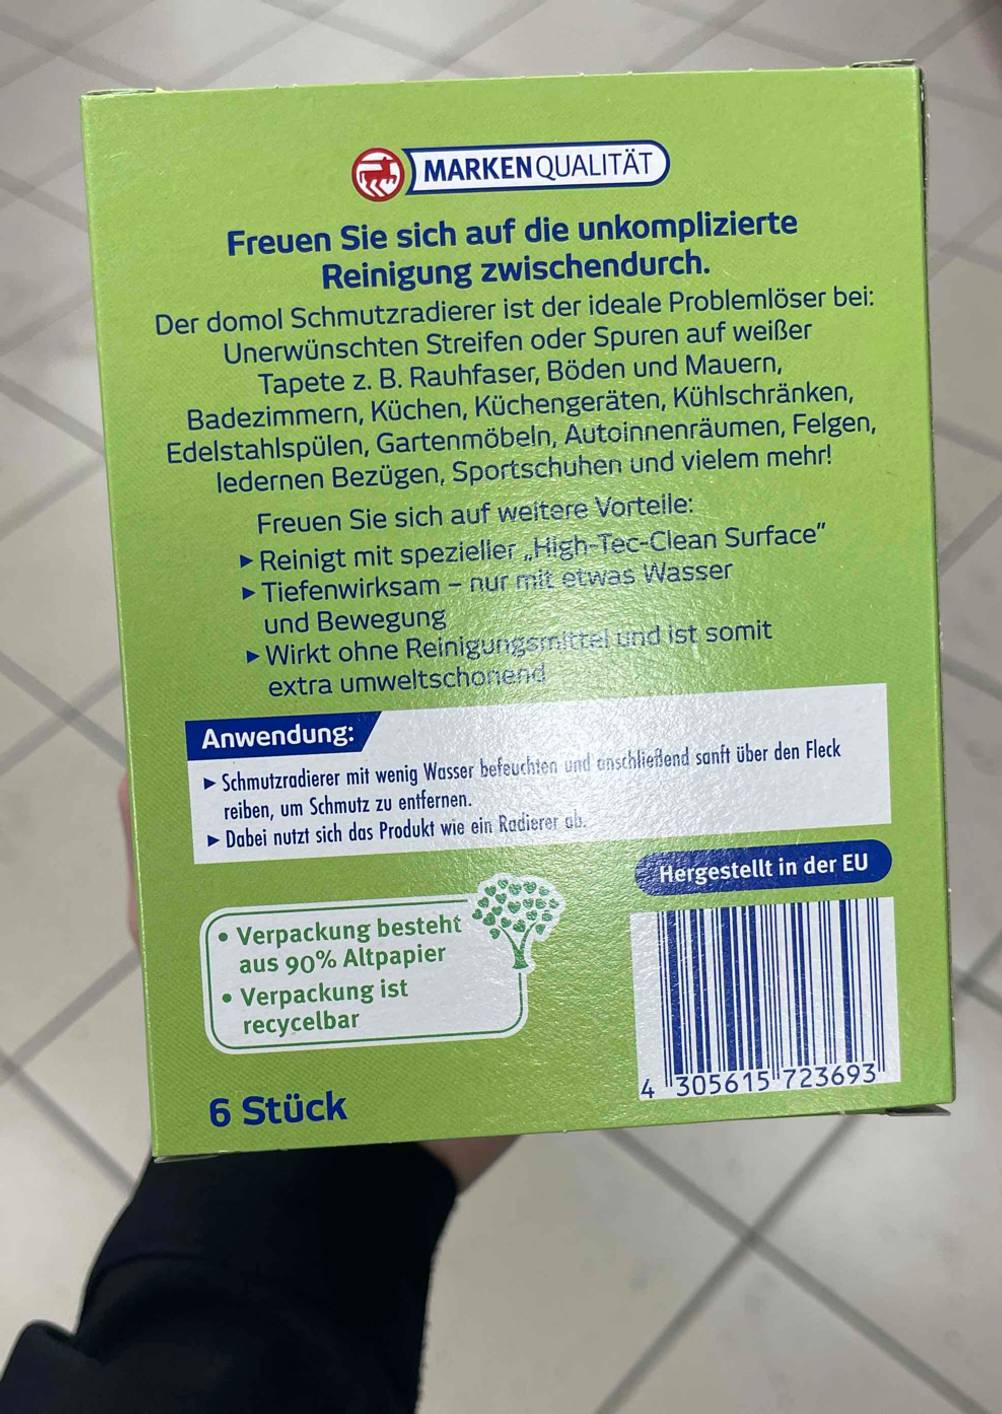 MARKENQUALITÄT
Freuen Sie sich auf die unkomplizierte
Reinigung zwischendurch.
Der domol Schmutzradierer ist der ideale Problemlöser bei:
Unerwünschten Streifen oder Spuren auf weißer
Tapete z. B. Rauhfaser, Böden und Mauern,
Badezimmern, Küchen, Küchengeräten, Kühlschränken,
Edelstahlspülen, Gartenmöbeln, Autoinnenräumen, Felgen,
ledernen Bezügen, Sportschuhen und vielem mehr!
Freuen Sie sich auf weitere Vorteile:
▸ Reinigt mit spezieller „High-Tec-Clean Surface"
▸ Tiefenwirksam – nur mit etwas Wasser
und Bewegung
▸ Wirkt ohne Reinigungsmittel und ist somit
extra umweltschonend
Anwendung:
▸ Schmutzradierer mit wenig Wasser befeuchten und anschließend sanft über den Fleck
reiben, um Schmutz zu entfernen.
▸ Dabei nutzt sich das Produkt wie ein Radierer ab.
Hergestellt in der EU
• Verpackung besteht
aus 90% Altpapier
• Verpackung ist
recycelbar
4 305615 723693
6 Stück